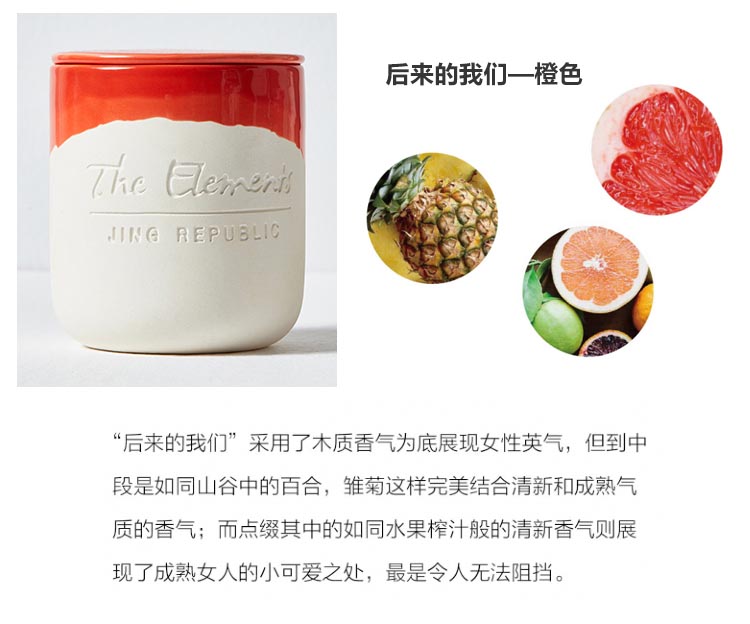 后来的我们—橙色
The Elements
JING REPUBLIC
“后来的我们”采用了木质香气为底展现女性英气，但到中
段是如同山谷中的百合，雏菊这样完美结合清新和成熟气
质的香气；而点缀其中的如同水果榨汁般的清新香气则展
现了成熟女人的小可爱之处，最是令人无法阻挡。